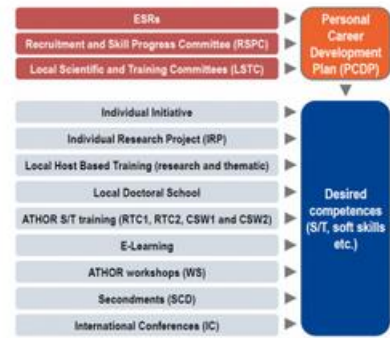 ESRs
Recruitment and Skill Progress Committee (RSPC)
Local Scientific and Training Committees (LSTC)
Personal
Career
Development
Plan (PCDP)
Individual Initiative
Individual Research Project (IRP)
Local Host Based Training (research and thematic)
Local Doctoral School
ATHOR S/T training (RTC1, RTC2, CSW1 and CSW2)
E-Learning
ATHOR workshops (WS)
Secondments (SCD)
International Conferences (IC)
Desired
competences
(S/T, soft skills
etc.)